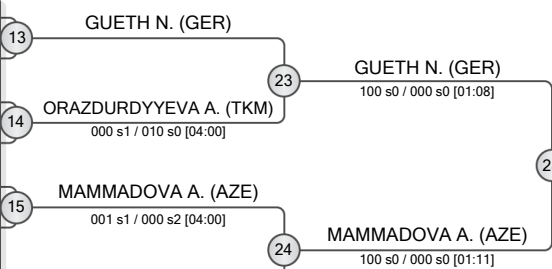 GUETH N. (GER)
13
23
GUETH N. (GER)
100 s0 / 000 s0 [01:08]
ORAZDURDYYEVA A. (TKM)
14
000 s1 / 010 s0 [04:00]
MAMMADOVA A. (AZE)
15
001 s1 / 000 s2 [04:00]
24
MAMMADOVA A. (AZE)
100 s0 / 000 s0 [01:11]